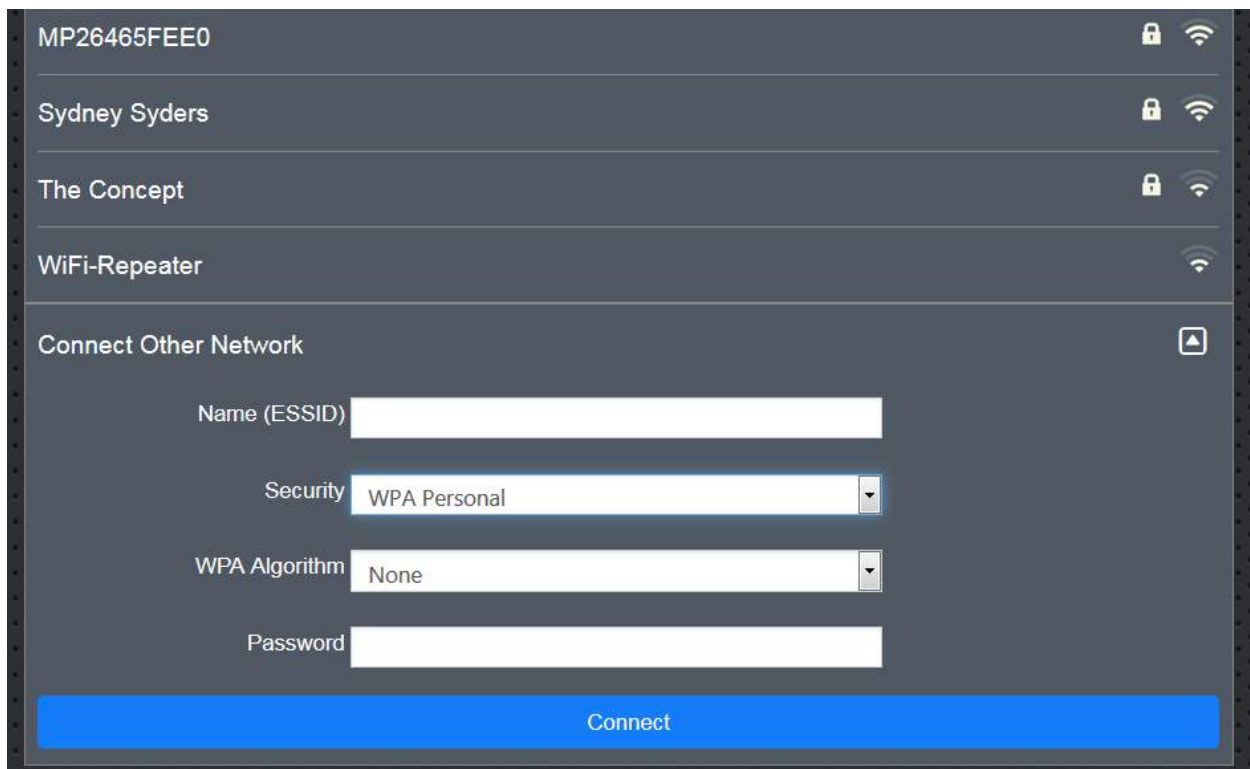 MP26465FEE0
Sydney Syders
The Concept
WiFi-Repeater
Connect Other Network
Name (ESSID)
Security WPA Personal
WPA Algorithm None
Password
Connect